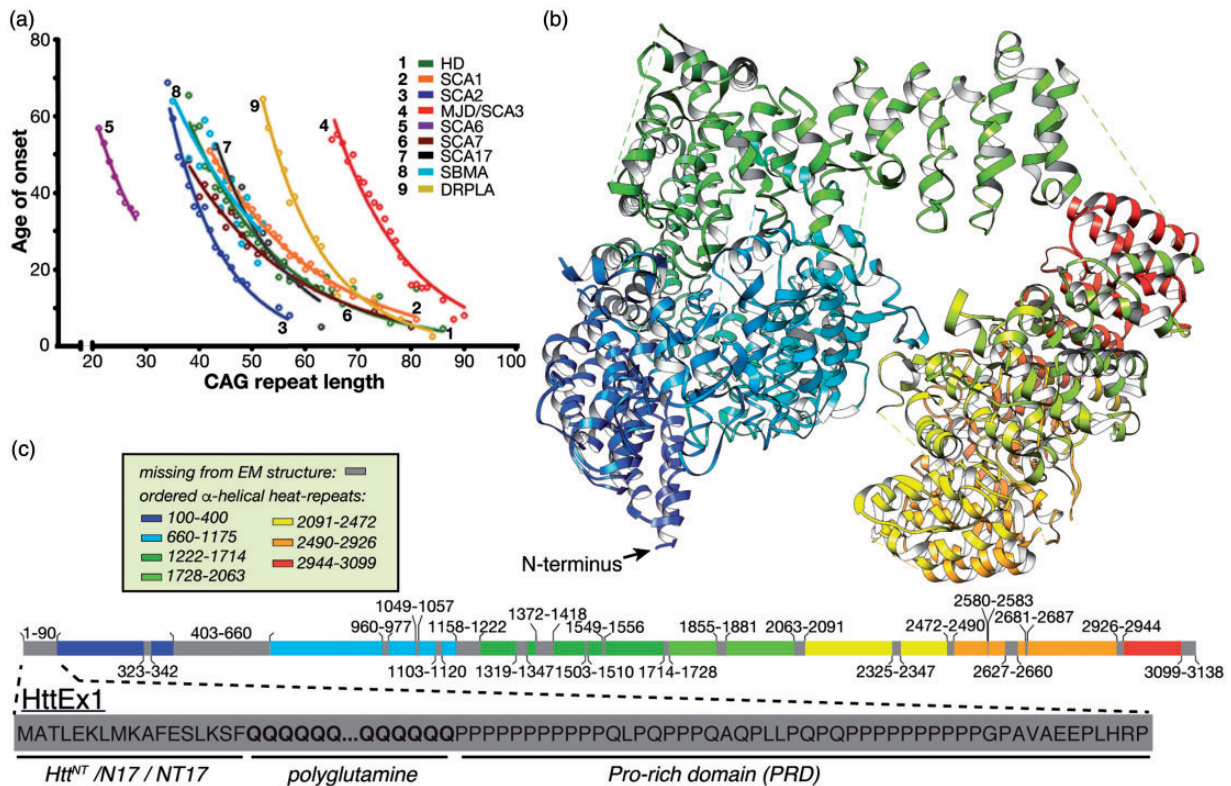 (a)
80
60
40
20
0
Age of onset
20 30 40 50 60 70 80 90 100
CAG repeat length
5
8
7
9
4
3
6
2
1
1 HD
2 SCA1
3 SCA2
4 MJD/SCA3
5 SCA6
6 SCA7
7 SCA17
8 SBMA
9 DRPLA
(b)
N-terminus
(c)
missing from EM structure:
ordered α-helical heat-repeats:
100-400
660-1175
1222-1714
1728-2063
2091-2472
2490-2926
2944-3099
1-90
323-342
403-660
960-977
1049-1057
1103-1120
1158-1222
1319-1347
1372-1418
1503-1510
1549-1556
1714-1728
1855-1881
2063-2091
2325-2347
2472-2490
2580-2583
2627-2660
2681-2687
2926-2944
3099-3138
HttEx1
MATLEKLMKAFESLKSFQQQQQQ...QQQQQQPPPPPPPPPPPQLPQPPPQAQPLLPQPQPPPPPPPPPPGPAVAEEPLHRP
Htt^NT /N17 / NT17
polyglutamine
Pro-rich domain (PRD)